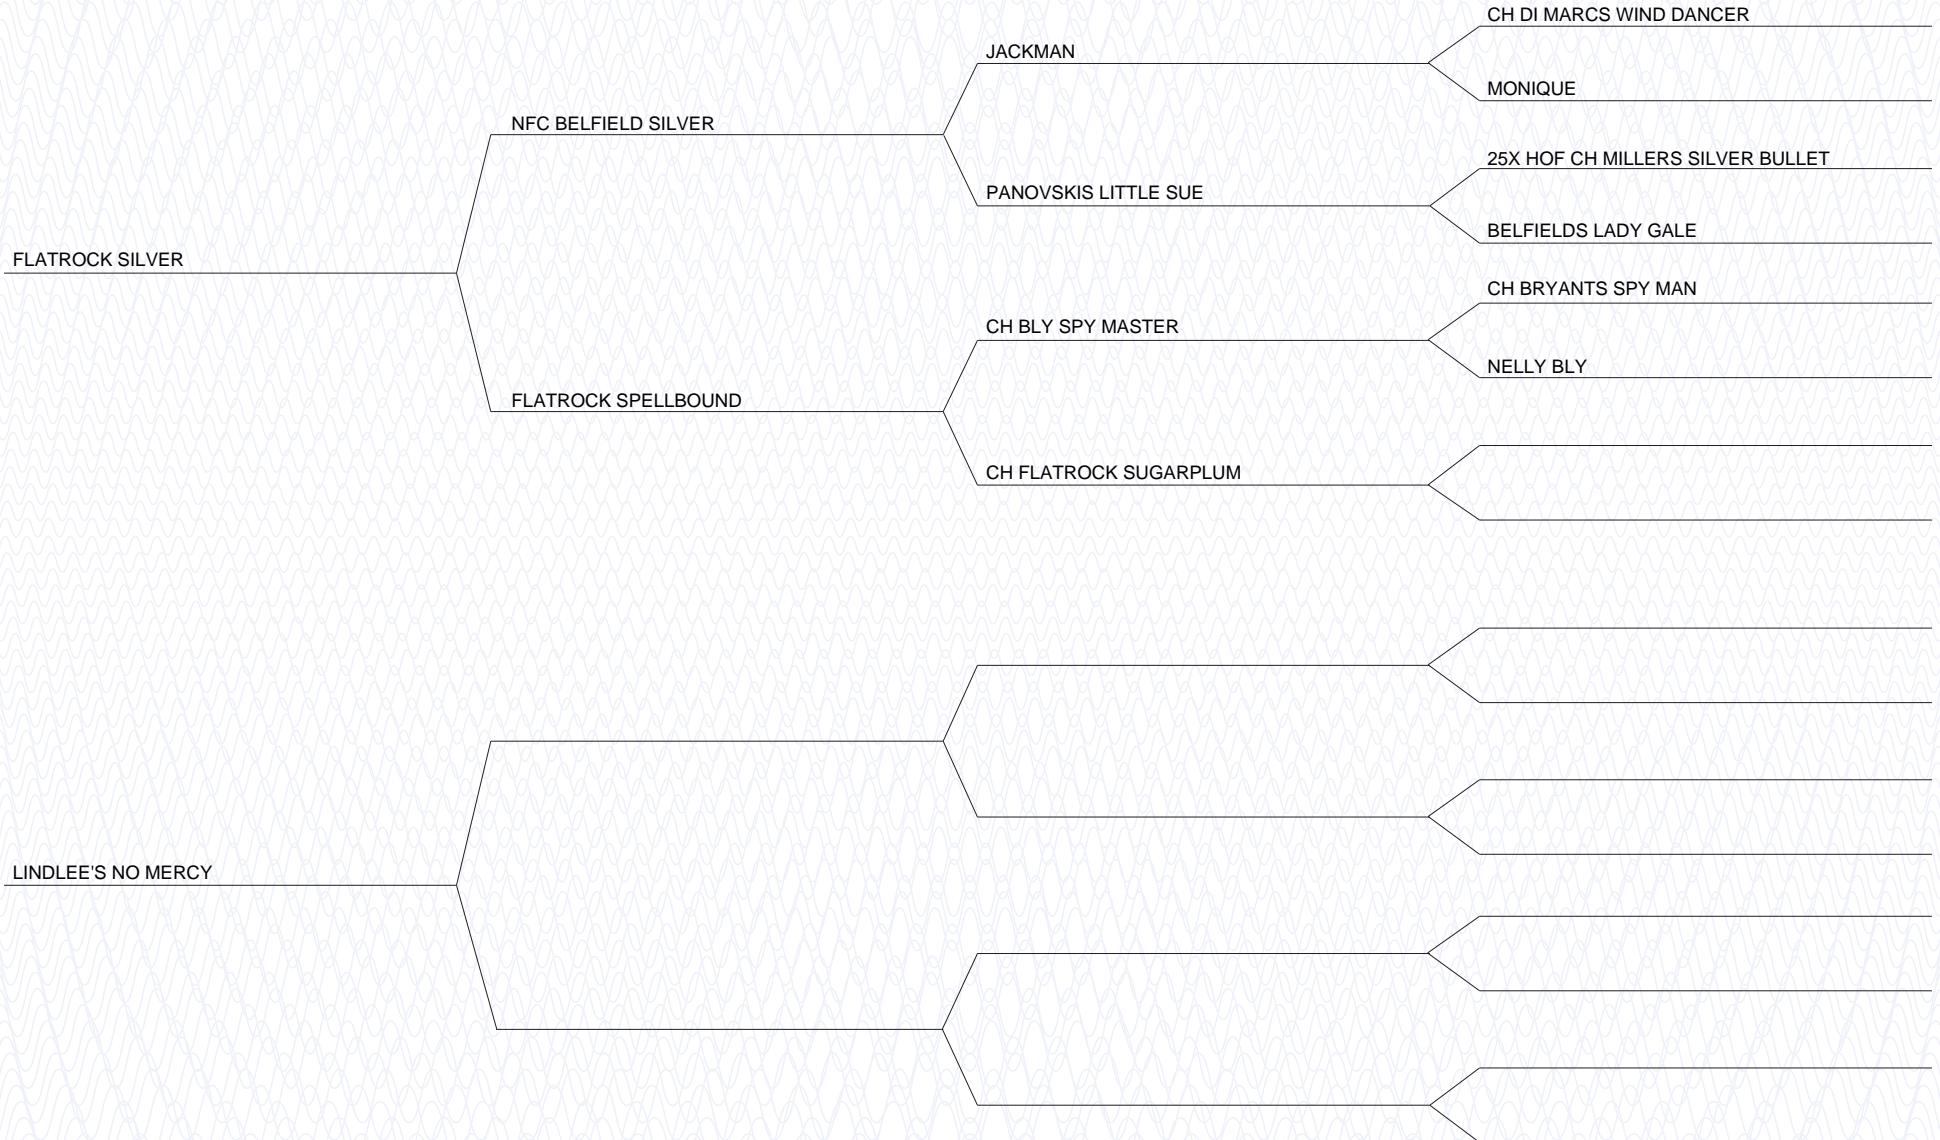 CH DI MARCS WIND DANCER
JACKMAN
MONIQUE
NFC BELFIELD SILVER
25X HOF CH MILLERS SILVER BULLET
PANOVSKIS LITTLE SUE
BELFIELDS LADY GALE
FLATROCK SILVER
CH BRYANTS SPY MAN
CH BLY SPY MASTER
NELLY BLY
FLATROCK SPELLBOUND
CH FLATROCK SUGARPLUM
LINDLEE'S NO MERCY